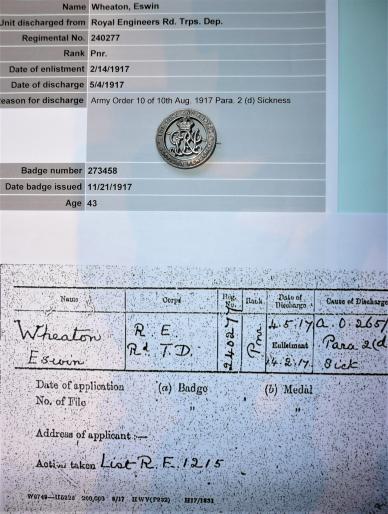 Name Wheaton, Eswin
Unit discharged from Royal Engineers Rd. Trps. Dep.
Regimental No. 240277
Rank Pnr.
Date of enlistment 2/14/1917
Date of discharge 5/4/1917
eason for discharge Army Order 10 of 10th Aug. 1917 Para. 2 (d) Sickness
Badge number 273458
Date badge issued 11/21/1917
Age 43
Name Corps Reg. No. Rank Date of Discharge Cause of Discharge
Wheaton R. E. 240277 Pnr 4.5.17 A.O. 265/
Eswin Rd T.D. Enlistment Para 2(d
14.2.17. Sick
Date of application (a) Badge (b) Medal
No. of File " "
Address of applicant:—
Action taken List R.E. 1215